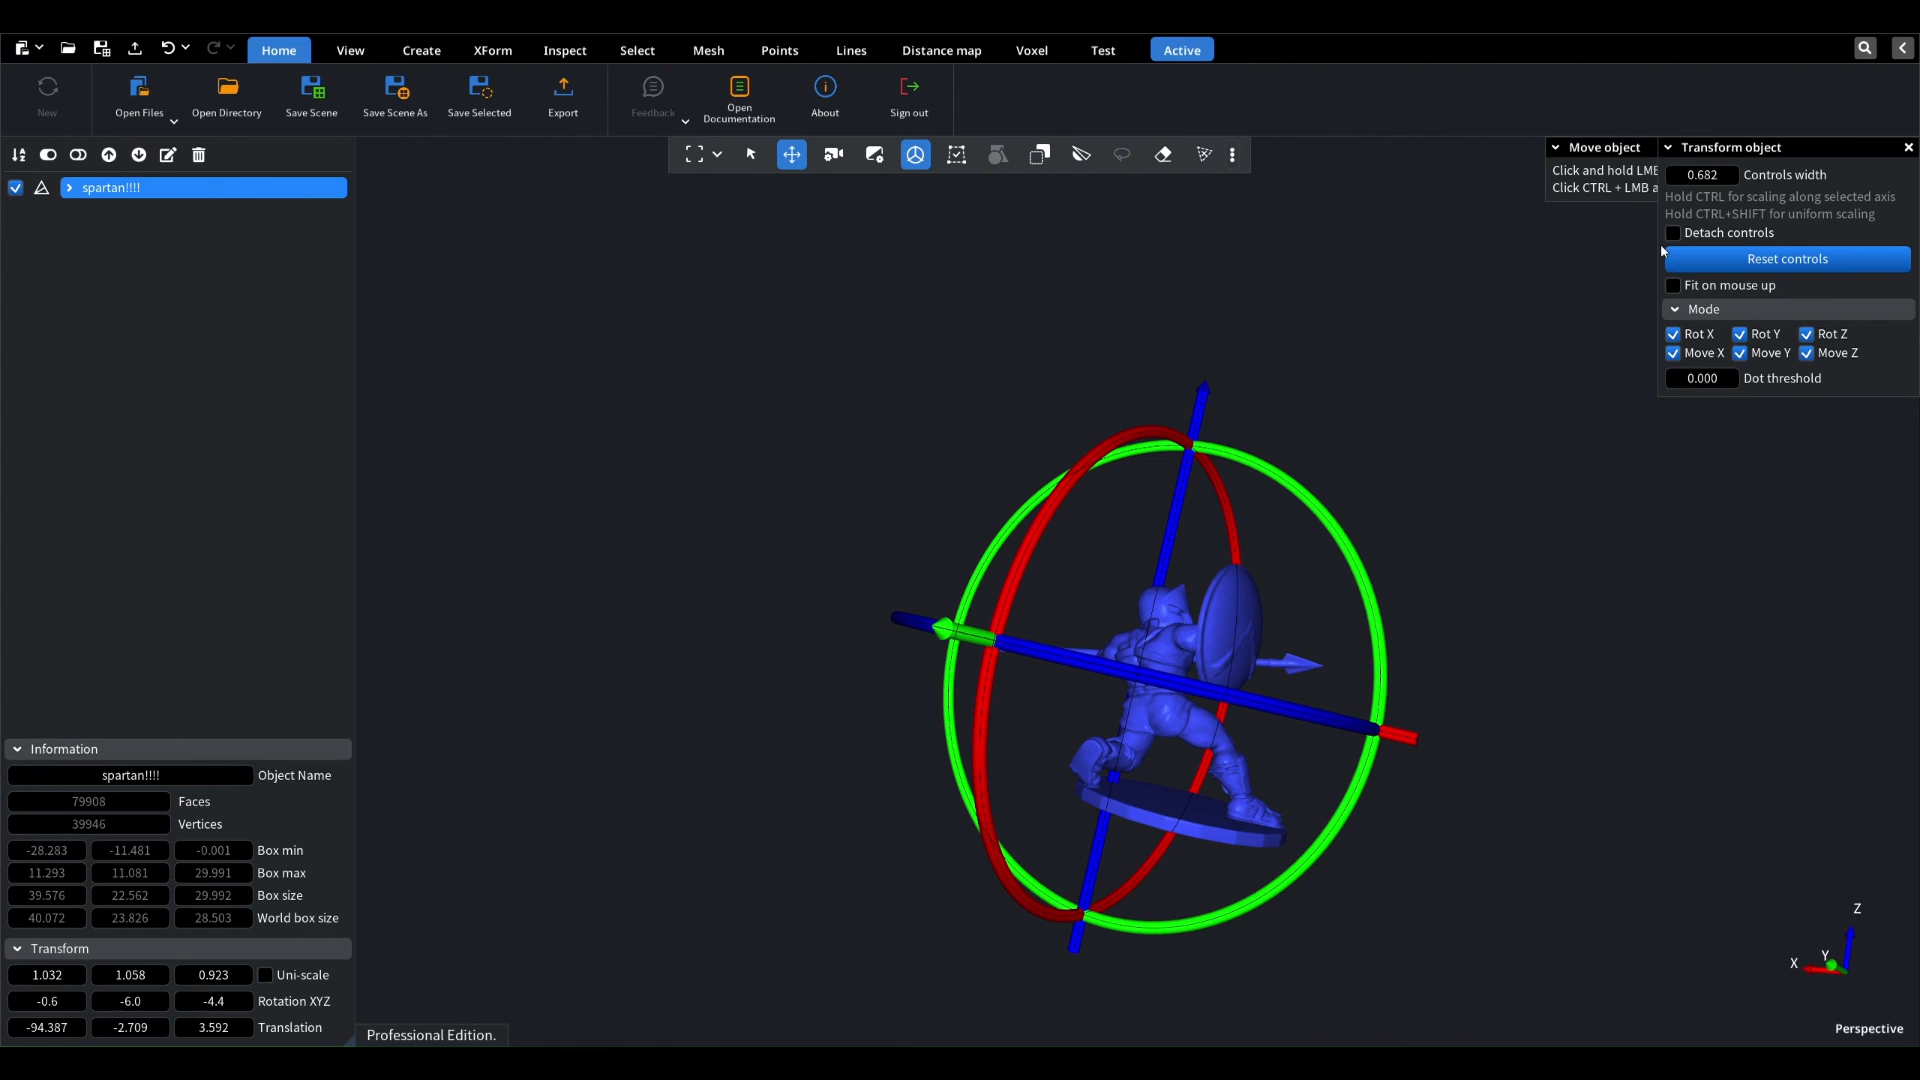 Home View Create XForm Inspect Select Mesh Points Lines Distance map Voxel Test Active
New Open Files Open Directory Save Scene Save Scene As Save Selected Export Feedback Open Documentation About Sign out
spartan!!!!
Move object
Click and hold LMB
Click CTRL + LMB a
Transform object
0.682 Controls width
Hold CTRL for scaling along selected axis
Hold CTRL+SHIFT for uniform scaling
Detach controls
Reset controls
Fit on mouse up
Mode
Rot X Rot Y Rot Z
Move X Move Y Move Z
0.000 Dot threshold
Information
spartan!!!! Object Name
79908 Faces
39946 Vertices
-28.283 -11.481 -0.001 Box min
11.293 11.081 29.991 Box max
39.576 22.562 29.992 Box size
40.072 23.826 28.503 World box size
Transform
1.032 1.058 0.923 Uni-scale
-0.6 -6.0 -4.4 Rotation XYZ
-94.387 -2.709 3.592 Translation
Professional Edition.
Z
Y
X
Perspective